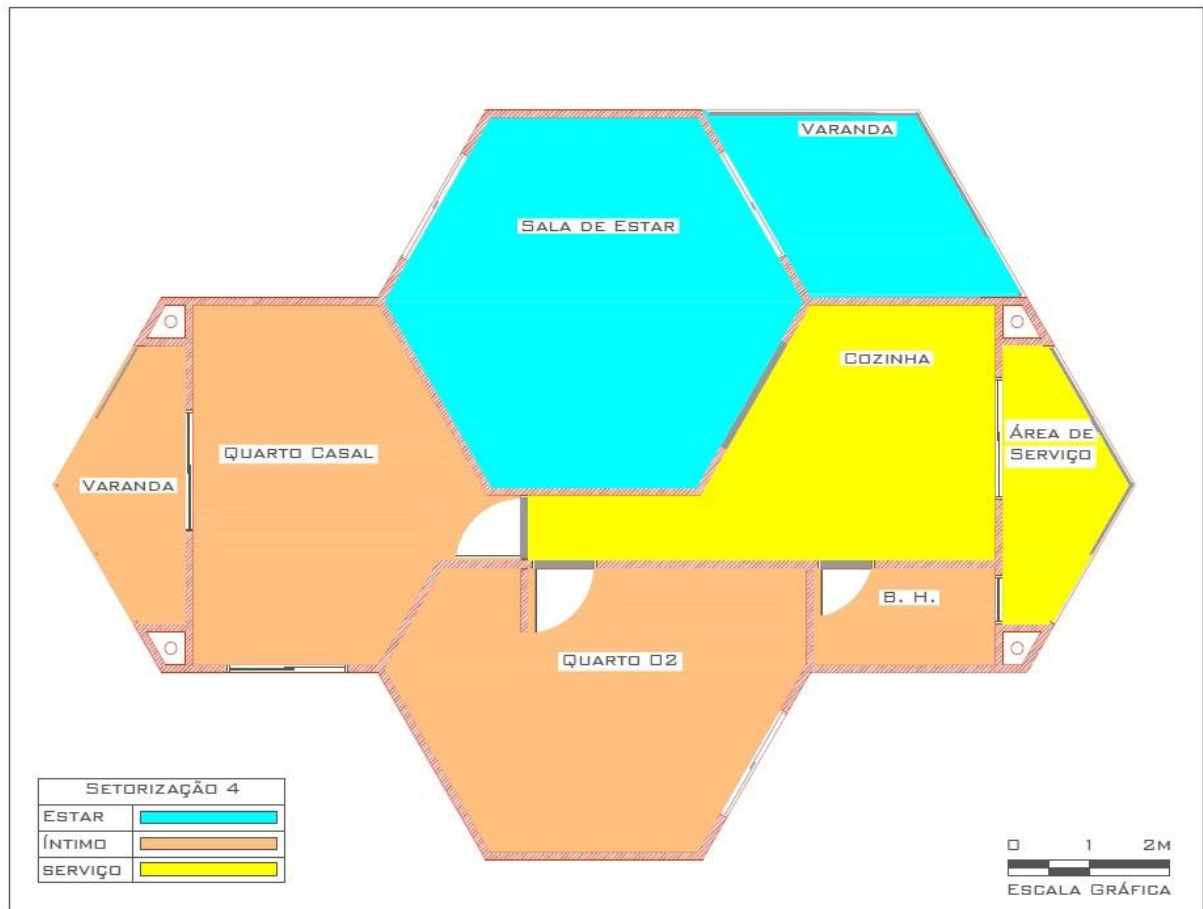 VARANDA
SALA DE ESTAR
COZINHA
QUARTO CASAL
ÁREA DE
SERVIÇO
VARANDA
B. H.
QUARTO 02
SETORIZAÇÃO 4
ESTAR
ÍNTIMO
SERVIÇO
0 1 2M
ESCALA GRÁFICA